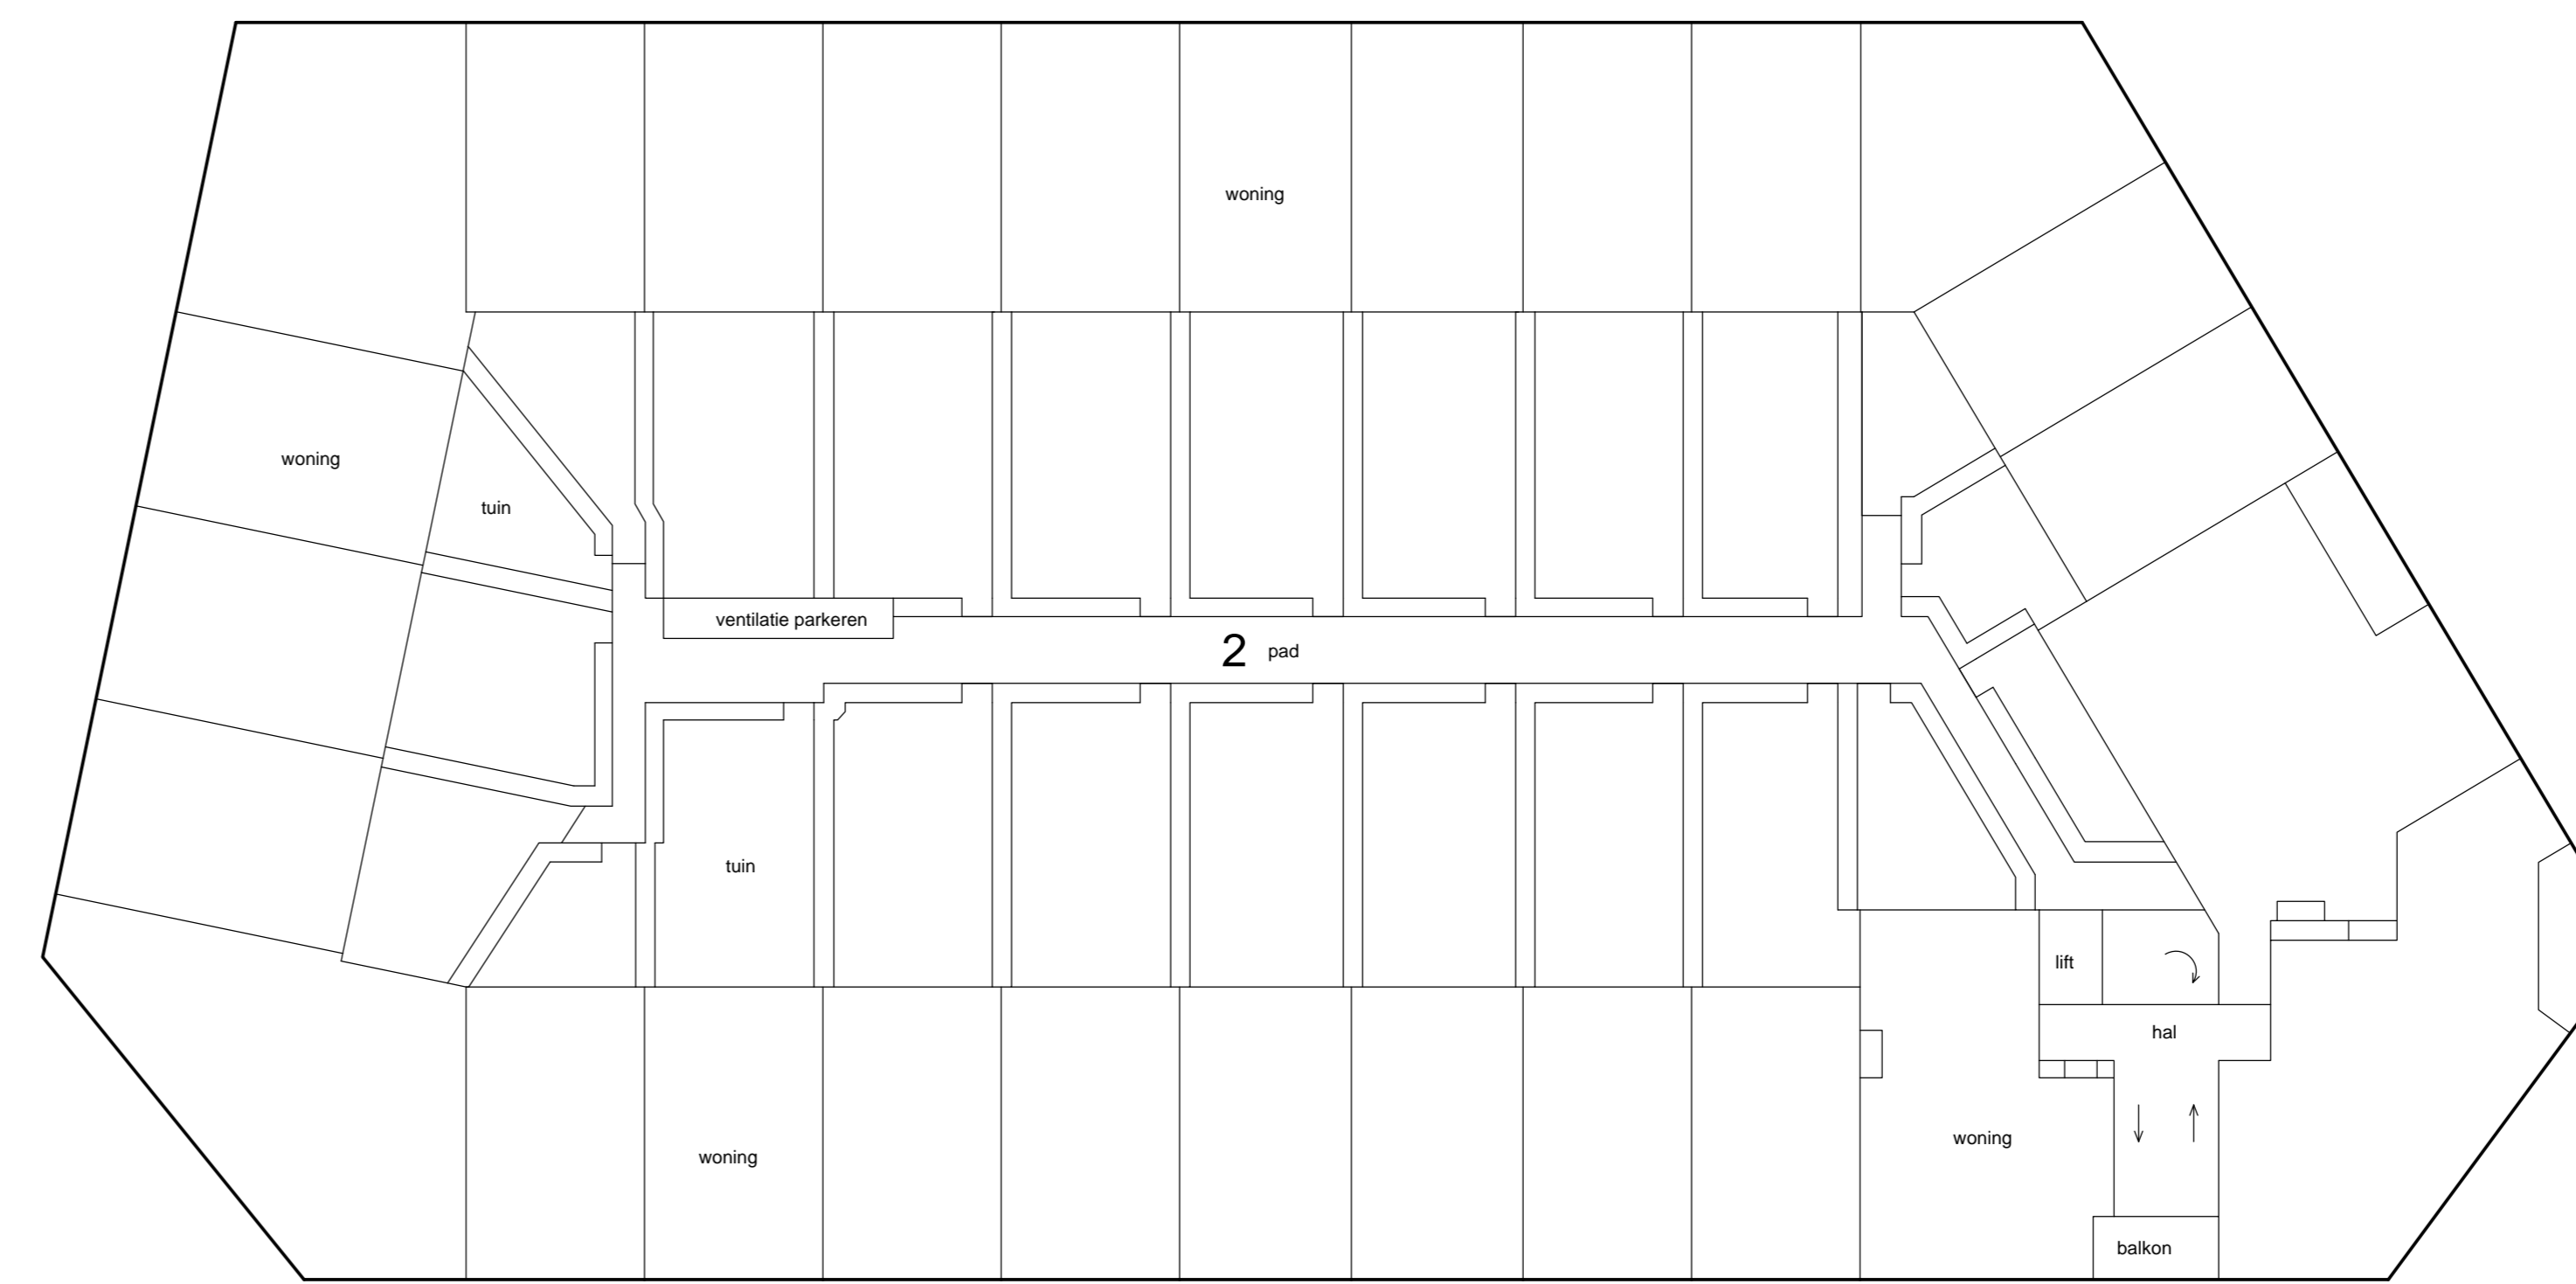 woning
woning
tuin
ventilatie parkeren
2 pad
tuin
lift
hal
woning
woning
balkon